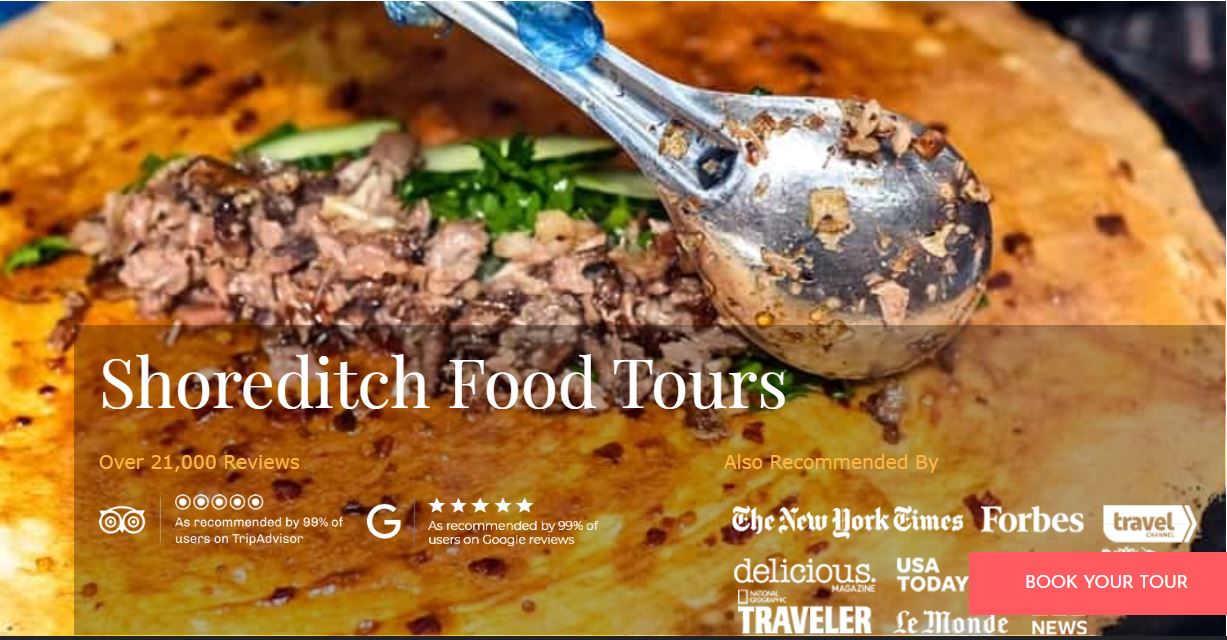 Shoreditch Food Tours
Over 21,000 Reviews
As recommended by 99% of
users on TripAdvisor
G
As recommended by 99% of
users on Google reviews
Also Recommended By
The New York Times
Forbes
travel
CHANNEL
delicious.
MAGAZINE
USA
TODAY
NATIONAL
GEOGRAPHIC
TRAVELER
Le Monde
NEWS
BOOK YOUR TOUR